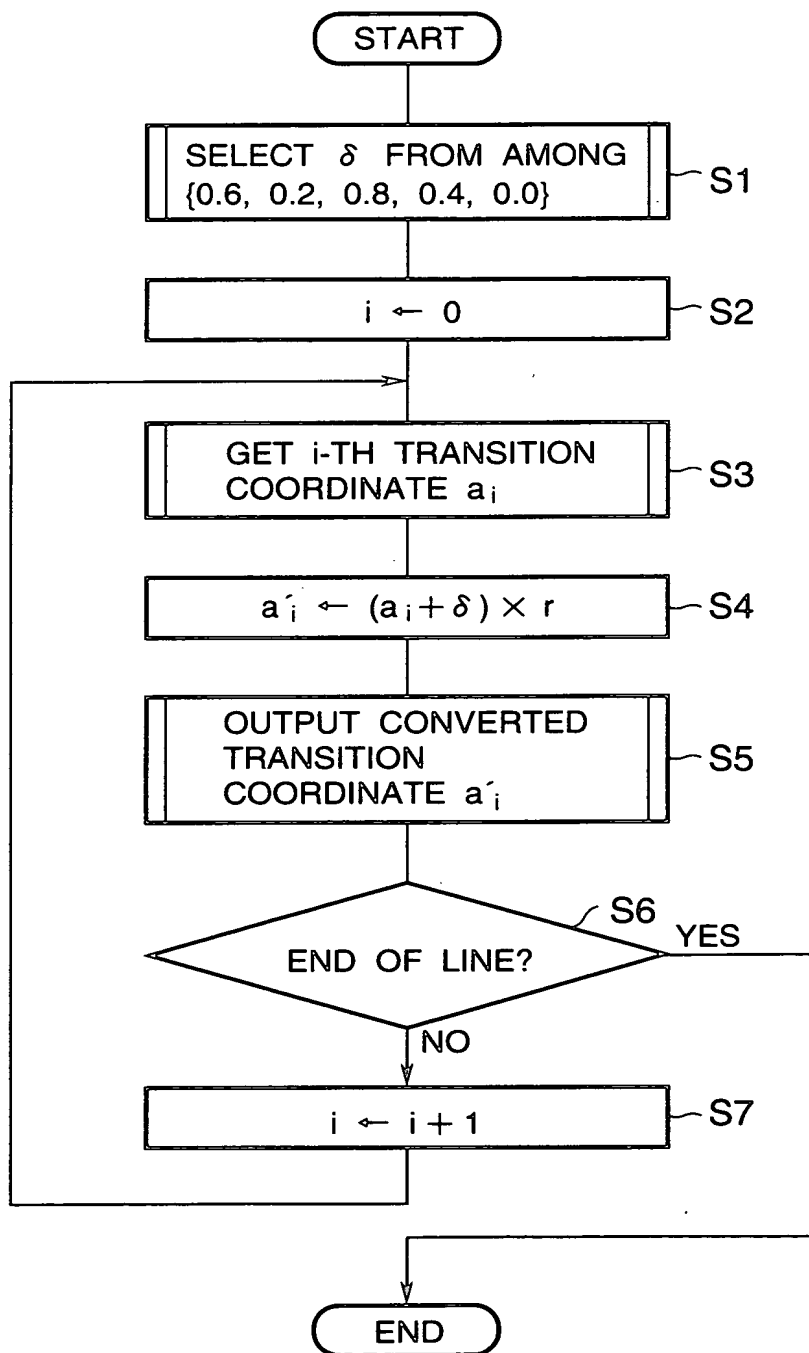 START
SELECT δ FROM AMONG
{0.6, 0.2, 0.8, 0.4, 0.0}
S1
i ← 0
S2
GET i-TH TRANSITION
COORDINATE aᵢ
S3
a´ᵢ ← (aᵢ + δ) × r
S4
OUTPUT CONVERTED
TRANSITION
COORDINATE a´ᵢ
S5
S6
END OF LINE?
YES
NO
i ← i + 1
S7
END